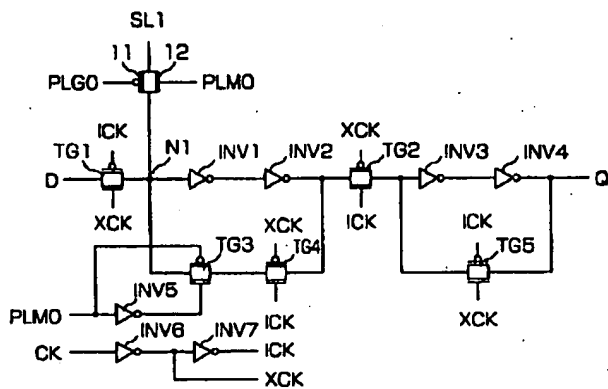 SL1
11 12
PLG0 PLM0
ICK XCK
TG1 N1 INV1 INV2 TG2 INV3 INV4
D Q
XCK ICK ICK
XCK
TG3 TG4 TG5
INV5
PLM0 ICK XCK
INV6 INV7
CK ICK
XCK